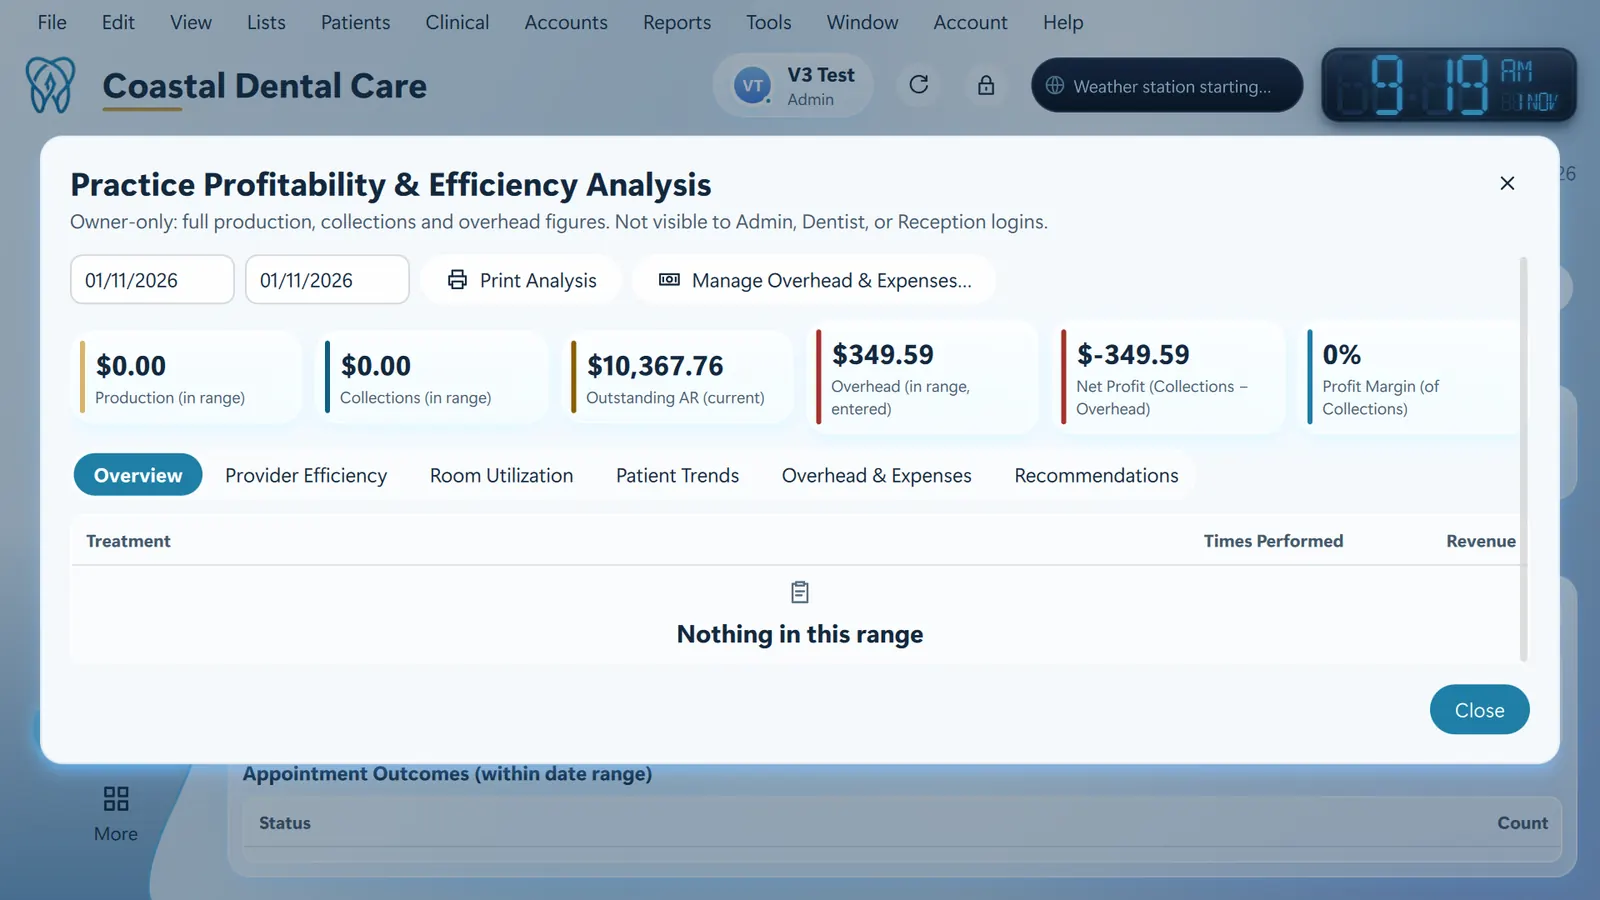 File Edit View Lists Patients Clinical Accounts Reports Tools Window Account Help
Coastal Dental Care
VT
V3 Test
Admin
Weather station starting...
9 19 AM
1 NOV
Practice Profitability & Efficiency Analysis
26
Owner-only: full production, collections and overhead figures. Not visible to Admin, Dentist, or Reception logins.
01/11/2026
01/11/2026
Print Analysis
Manage Overhead & Expenses...
$0.00
Production (in range)
$0.00
Collections (in range)
$10,367.76
Outstanding AR (current)
$349.59
Overhead (in range,
entered)
$-349.59
Net Profit (Collections −
Overhead)
0%
Profit Margin (of
Collections)
Overview Provider Efficiency Room Utilization Patient Trends Overhead & Expenses Recommendations
Treatment Times Performed Revenue
Nothing in this range
Close
Appointment Outcomes (within date range)
Status Count
More